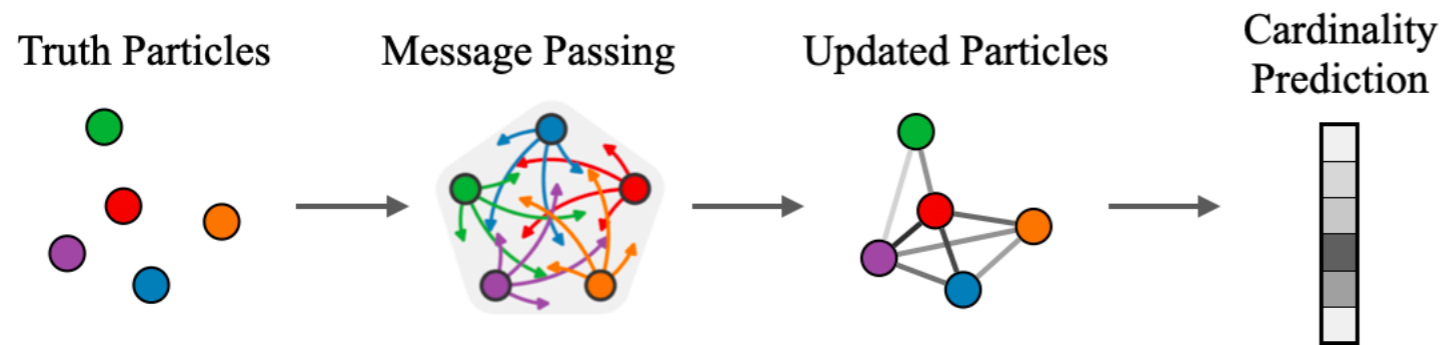 Truth Particles
Message Passing
Updated Particles
Cardinality
Prediction